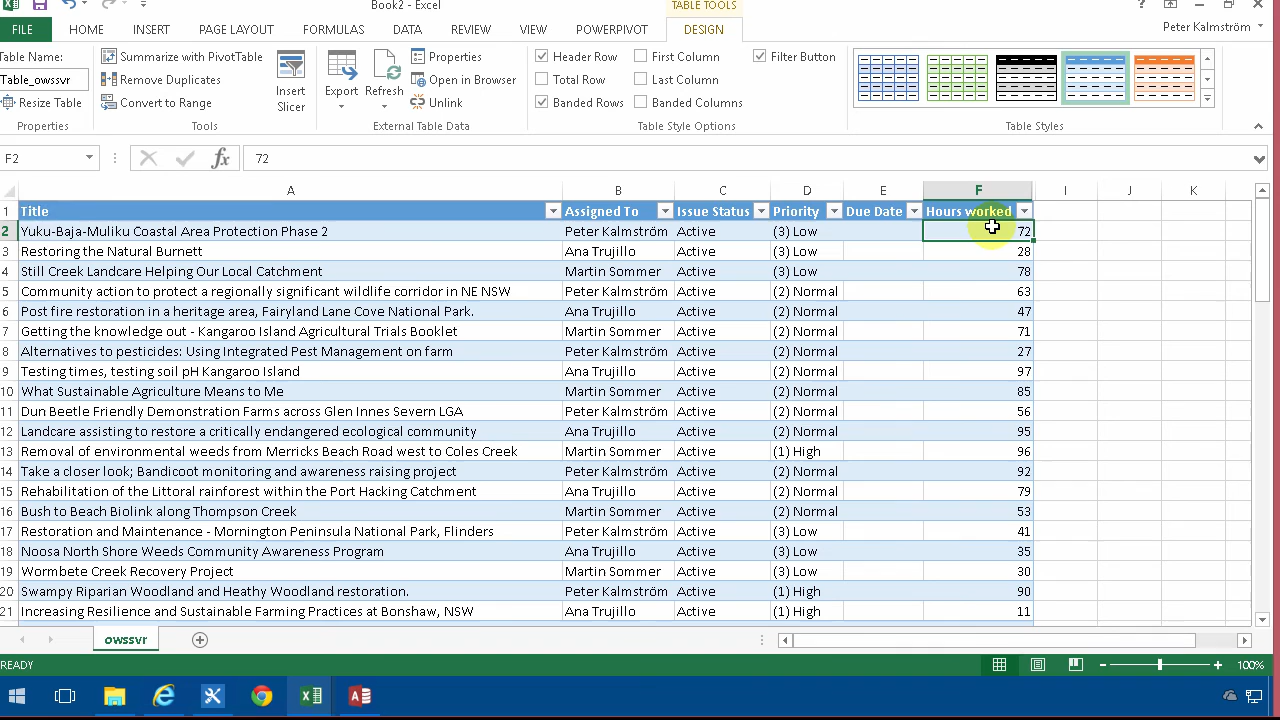 Book2 - Excel
TABLE TOOLS
?
FILE HOME INSERT PAGE LAYOUT FORMULAS DATA REVIEW VIEW POWERPIVOT DESIGN Peter Kalmström
Table Name: Summarize with PivotTable Properties Header Row First Column Filter Button
Table_owssvr Remove Duplicates Insert Slicer Export Refresh Open in Browser Total Row Last Column
Resize Table Convert to Range Unlink Banded Rows Banded Columns
Properties Tools External Table Data Table Style Options Table Styles
F2 fx 72
A B C D E F I J K
1 Title Assigned To Issue Status Priority Due Date Hours worked
2 Yuku-Baja-Muliku Coastal Area Protection Phase 2 Peter Kalmström Active (3) Low 72
3 Restoring the Natural Burnett Ana Trujillo Active (3) Low 28
4 Still Creek Landcare Helping Our Local Catchment Martin Sommer Active (3) Low 78
5 Community action to protect a regionally significant wildlife corridor in NE NSW Peter Kalmström Active (2) Normal 63
6 Post fire restoration in a heritage area, Fairyland Lane Cove National Park. Ana Trujillo Active (2) Normal 47
7 Getting the knowledge out - Kangaroo Island Agricultural Trials Booklet Martin Sommer Active (2) Normal 71
8 Alternatives to pesticides: Using Integrated Pest Management on farm Peter Kalmström Active (2) Normal 27
9 Testing times, testing soil pH Kangaroo Island Ana Trujillo Active (2) Normal 97
10 What Sustainable Agriculture Means to Me Martin Sommer Active (2) Normal 85
11 Dun Beetle Friendly Demonstration Farms across Glen Innes Severn LGA Peter Kalmström Active (2) Normal 56
12 Landcare assisting to restore a critically endangered ecological community Ana Trujillo Active (2) Normal 95
13 Removal of environmental weeds from Merricks Beach Road west to Coles Creek Martin Sommer Active (1) High 96
14 Take a closer look; Bandicoot monitoring and awareness raising project Peter Kalmström Active (2) Normal 92
15 Rehabilitation of the Littoral rainforest within the Port Hacking Catchment Ana Trujillo Active (2) Normal 79
16 Bush to Beach Biolink along Thompson Creek Martin Sommer Active (2) Normal 53
17 Restoration and Maintenance - Mornington Peninsula National Park, Flinders Peter Kalmström Active (3) Low 41
18 Noosa North Shore Weeds Community Awareness Program Ana Trujillo Active (3) Low 35
19 Wormbete Creek Recovery Project Martin Sommer Active (3) Low 30
20 Swampy Riparian Woodland and Heathy Woodland restoration. Peter Kalmström Active (1) High 90
21 Increasing Resilience and Sustainable Farming Practices at Bonshaw, NSW Ana Trujillo Active (1) High 11
owssvr
READY 100%